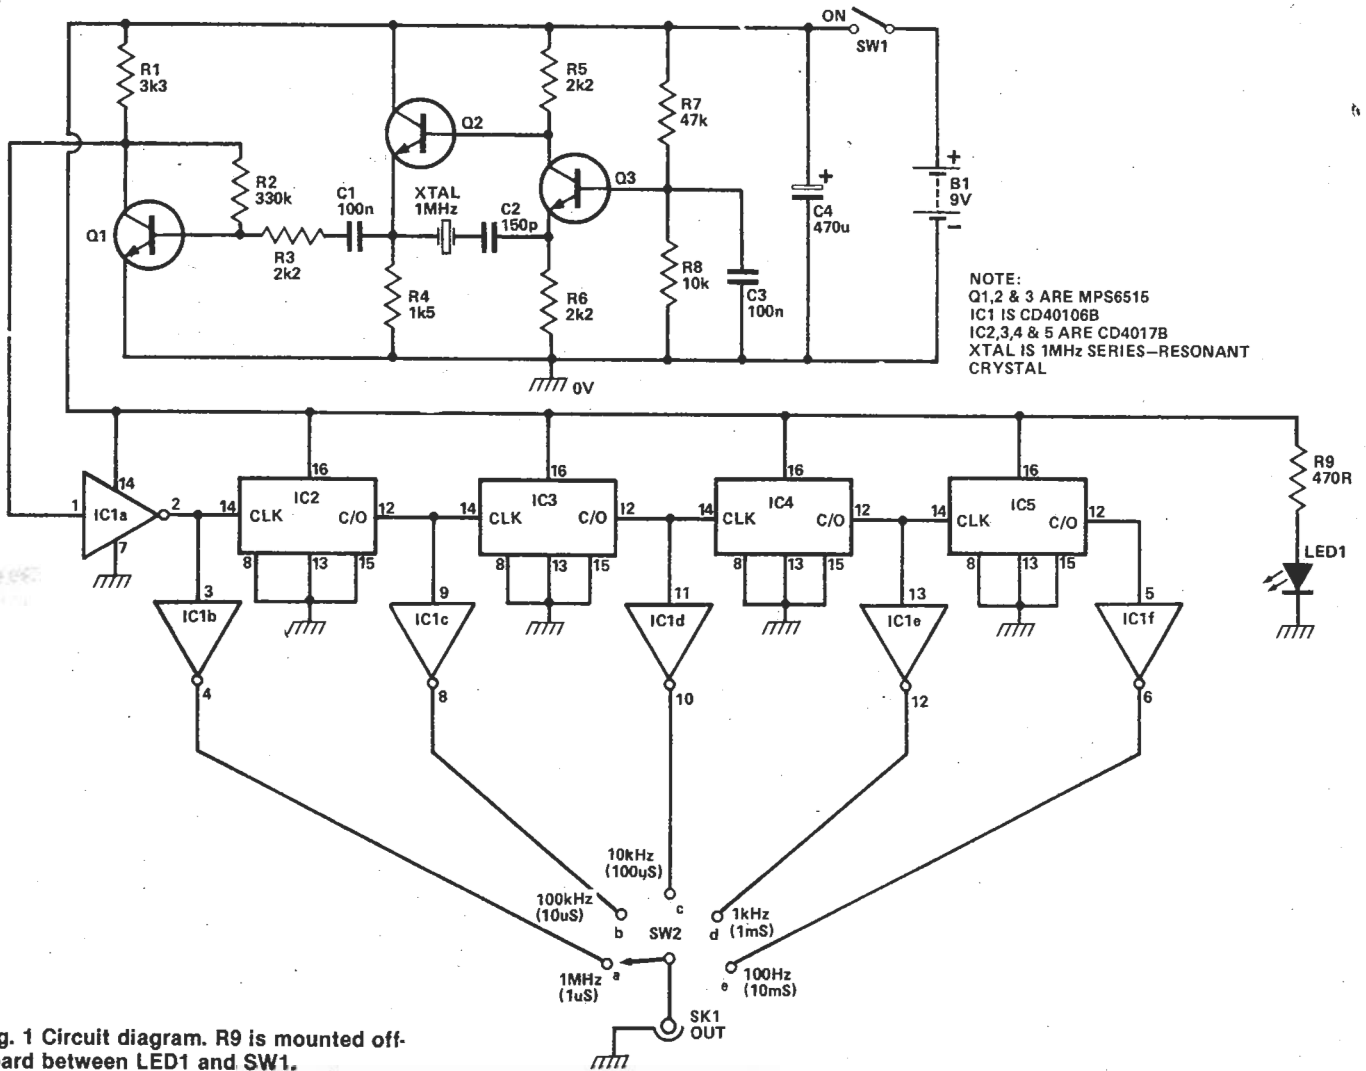 ON
SW1
R1
3k3
R5
2k2
Q2
R7
47k
Q3
R2
330k
C1
100n
XTAL
1MHz
C2
150p
+
C4
470u
+
B1
9V
−
Q1
R3
2k2
R4
1k5
R6
2k2
R8
10k
C3
100n
0V
NOTE:
Q1,2 & 3 ARE MPS6515
IC1 IS CD40106B
IC2,3,4 & 5 ARE CD4017B
XTAL IS 1MHz SERIES–RESONANT
CRYSTAL
14
1
IC1a
2
7
16
14
IC2
CLK
C/O
12
8
13
15
16
14
IC3
CLK
C/O
12
8
13
15
16
14
IC4
CLK
C/O
12
8
13
15
16
14
IC5
CLK
C/O
12
8
13
15
R9
470R
LED1
3
IC1b
4
9
IC1c
8
11
IC1d
10
13
IC1e
12
5
IC1f
6
10kHz
(100µS)
c
100kHz
(10uS)
b
SW2
d
1kHz
(1mS)
1MHz
(1uS)
a
e
100Hz
(10mS)
SK1
OUT
g. 1 Circuit diagram. R9 is mounted off-
ard between LED1 and SW1.